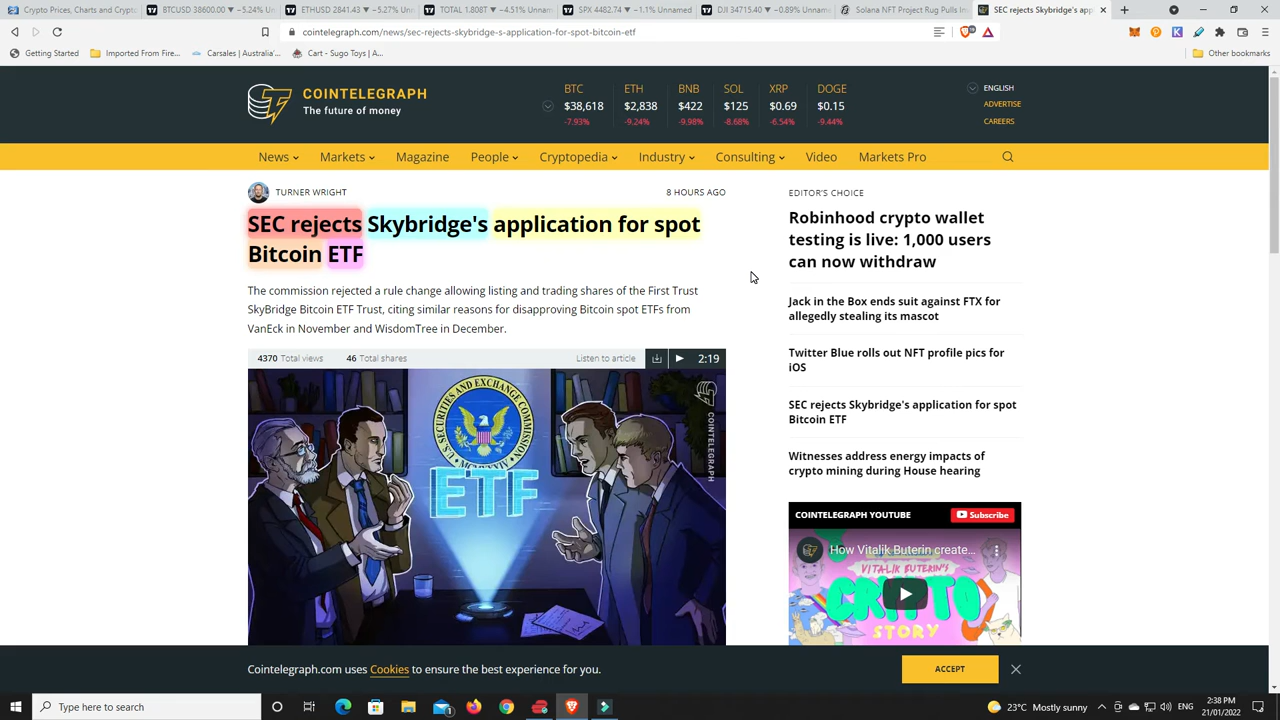 Crypto Prices, Charts and Crypto
BTCUSD 38600.00 ▼ −5.24% Un
ETHUSD 2841.43 ▼ −5.27% Unn
TOTAL 1.808T ▼ −4.51% Unnam
SPX 4482.74 ▼ −1.1% Unnamed
DJI 34715.40 ▼ −0.89% Unnam
Solana NFT Project Rug Pulls In
SEC rejects Skybridge's app
cointelegraph.com/news/sec-rejects-skybridge-s-application-for-spot-bitcoin-etf
Getting Started
Imported From Fire...
Carsales | Australia'...
Cart - Sugo Toys | A...
Other bookmarks
COINTELEGRAPH
The future of money
BTC ETH BNB SOL XRP DOGE
$38,618 $2,838 $422 $125 $0.69 $0.15
-7.93% -9.24% -9.98% -8.68% -6.54% -9.44%
ENGLISH
ADVERTISE
CAREERS
News Markets Magazine People Cryptopedia Industry Consulting Video Markets Pro
TURNER WRIGHT
8 HOURS AGO
SEC rejects Skybridge's application for spot
Bitcoin ETF
The commission rejected a rule change allowing listing and trading shares of the First Trust
SkyBridge Bitcoin ETF Trust, citing similar reasons for disapproving Bitcoin spot ETFs from
VanEck in November and WisdomTree in December.
4370 Total views 46 Total shares Listen to article 2:19
SECURITIES AND EXCHANGE COMMISSION
ETF
COINTELEGRAPH
EDITOR'S CHOICE
Robinhood crypto wallet
testing is live: 1,000 users
can now withdraw
Jack in the Box ends suit against FTX for
allegedly stealing its mascot
Twitter Blue rolls out NFT profile pics for
iOS
SEC rejects Skybridge's application for spot
Bitcoin ETF
Witnesses address energy impacts of
crypto mining during House hearing
COINTELEGRAPH YOUTUBE
Subscribe
How Vitalik Buterin create...
VITALIK BUTERIN'S
CRYPTO
STORY
Cointelegraph.com uses Cookies to ensure the best experience for you.
ACCEPT
Type here to search
23°C Mostly sunny
ENG
2:38 PM
21/01/2022